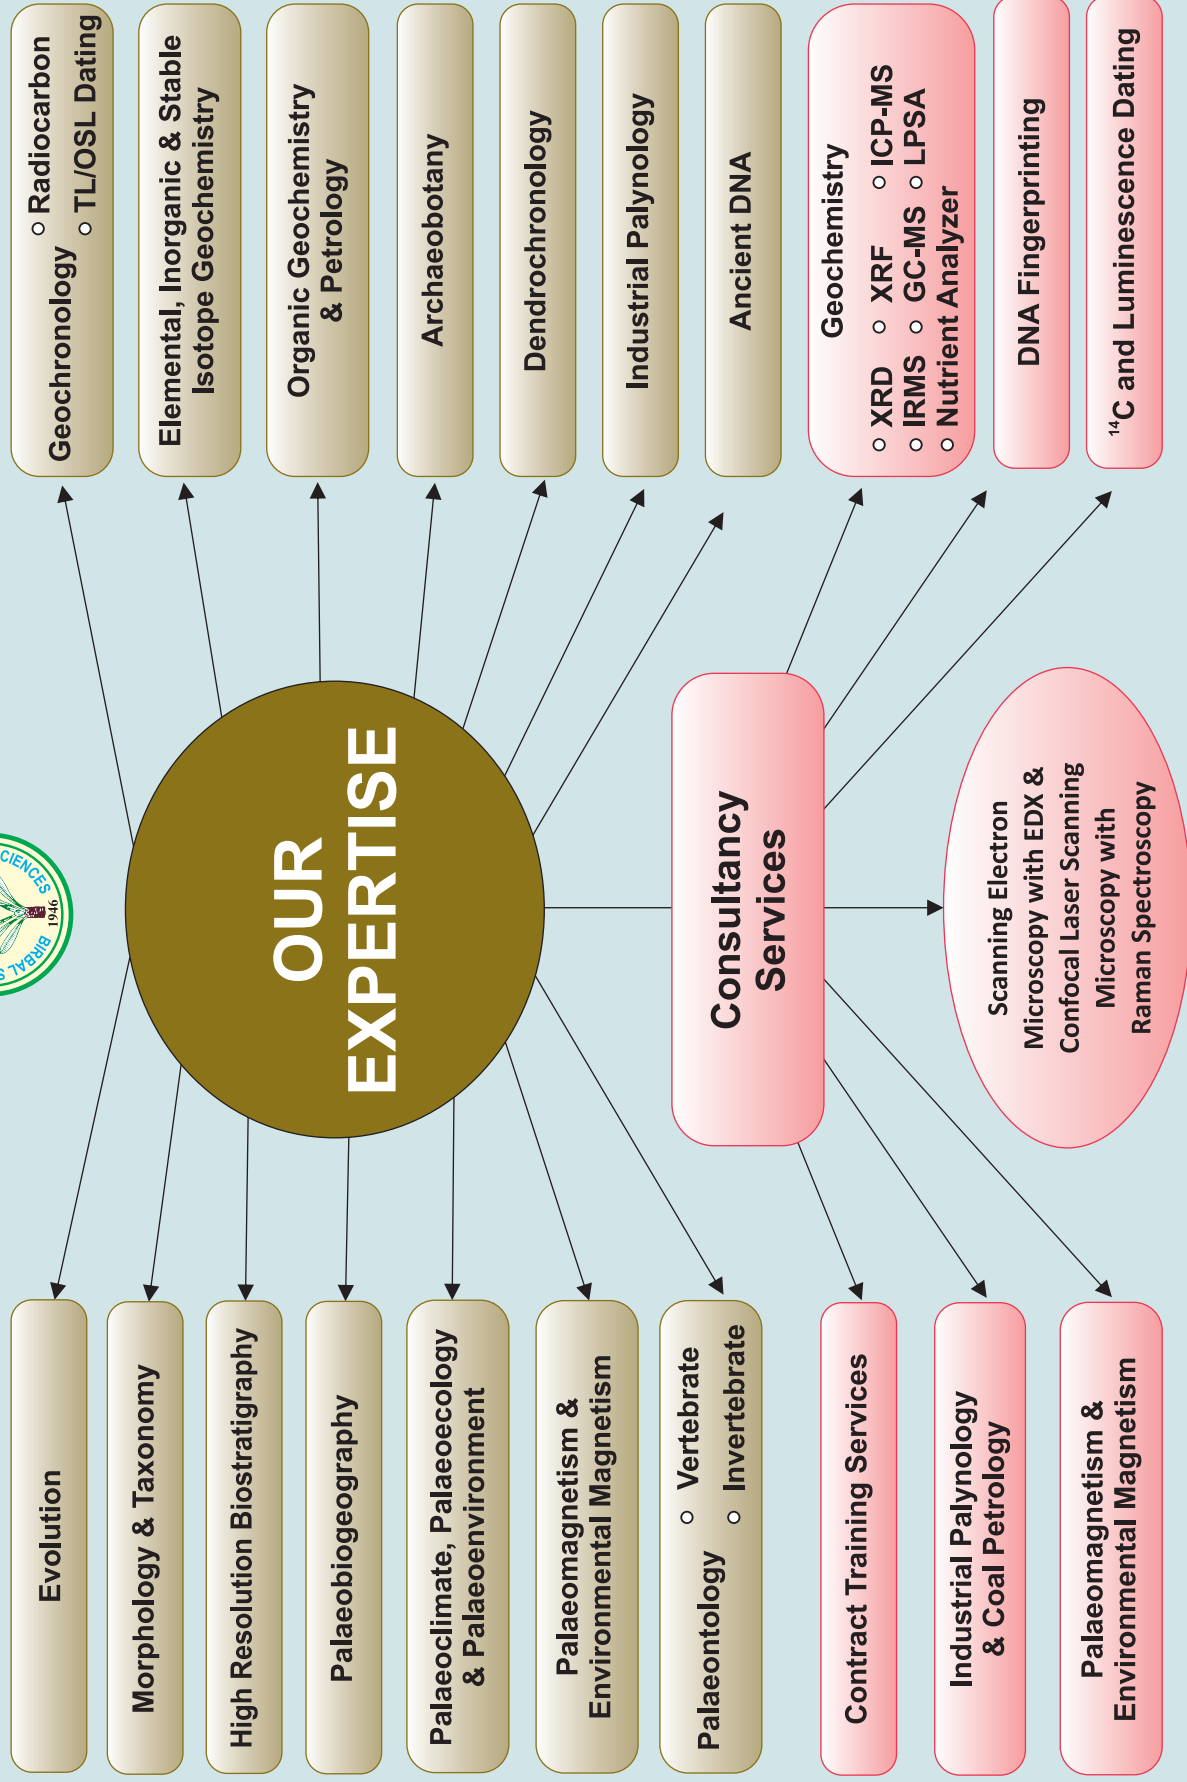 CIENCES
1946
BIRBAL S
OUR
EXPERTISE
Evolution
Morphology & Taxonomy
High Resolution Biostratigraphy
Palaeobiogeography
Palaeoclimate, Palaeoecology
& Palaeoenvironment
Palaeomagnetism &
Environmental Magnetism
Palaeontology
Vertebrate
Invertebrate
Geochronology
Radiocarbon
TL/OSL Dating
Elemental, Inorganic & Stable
Isotope Geochemistry
Organic Geochemistry
& Petrology
Archaeobotany
Dendrochronology
Industrial Palynology
Ancient DNA
Consultancy
Services
Contract Training Services
Industrial Palynology
& Coal Petrology
Palaeomagnetism &
Environmental Magnetism
Scanning Electron
Microscopy with EDX &
Confocal Laser Scanning
Microscopy with
Raman Spectroscopy
Geochemistry
XRD XRF ICP-MS
IRMS GC-MS LPSA
Nutrient Analyzer
DNA Fingerprinting
¹⁴C and Luminescence Dating